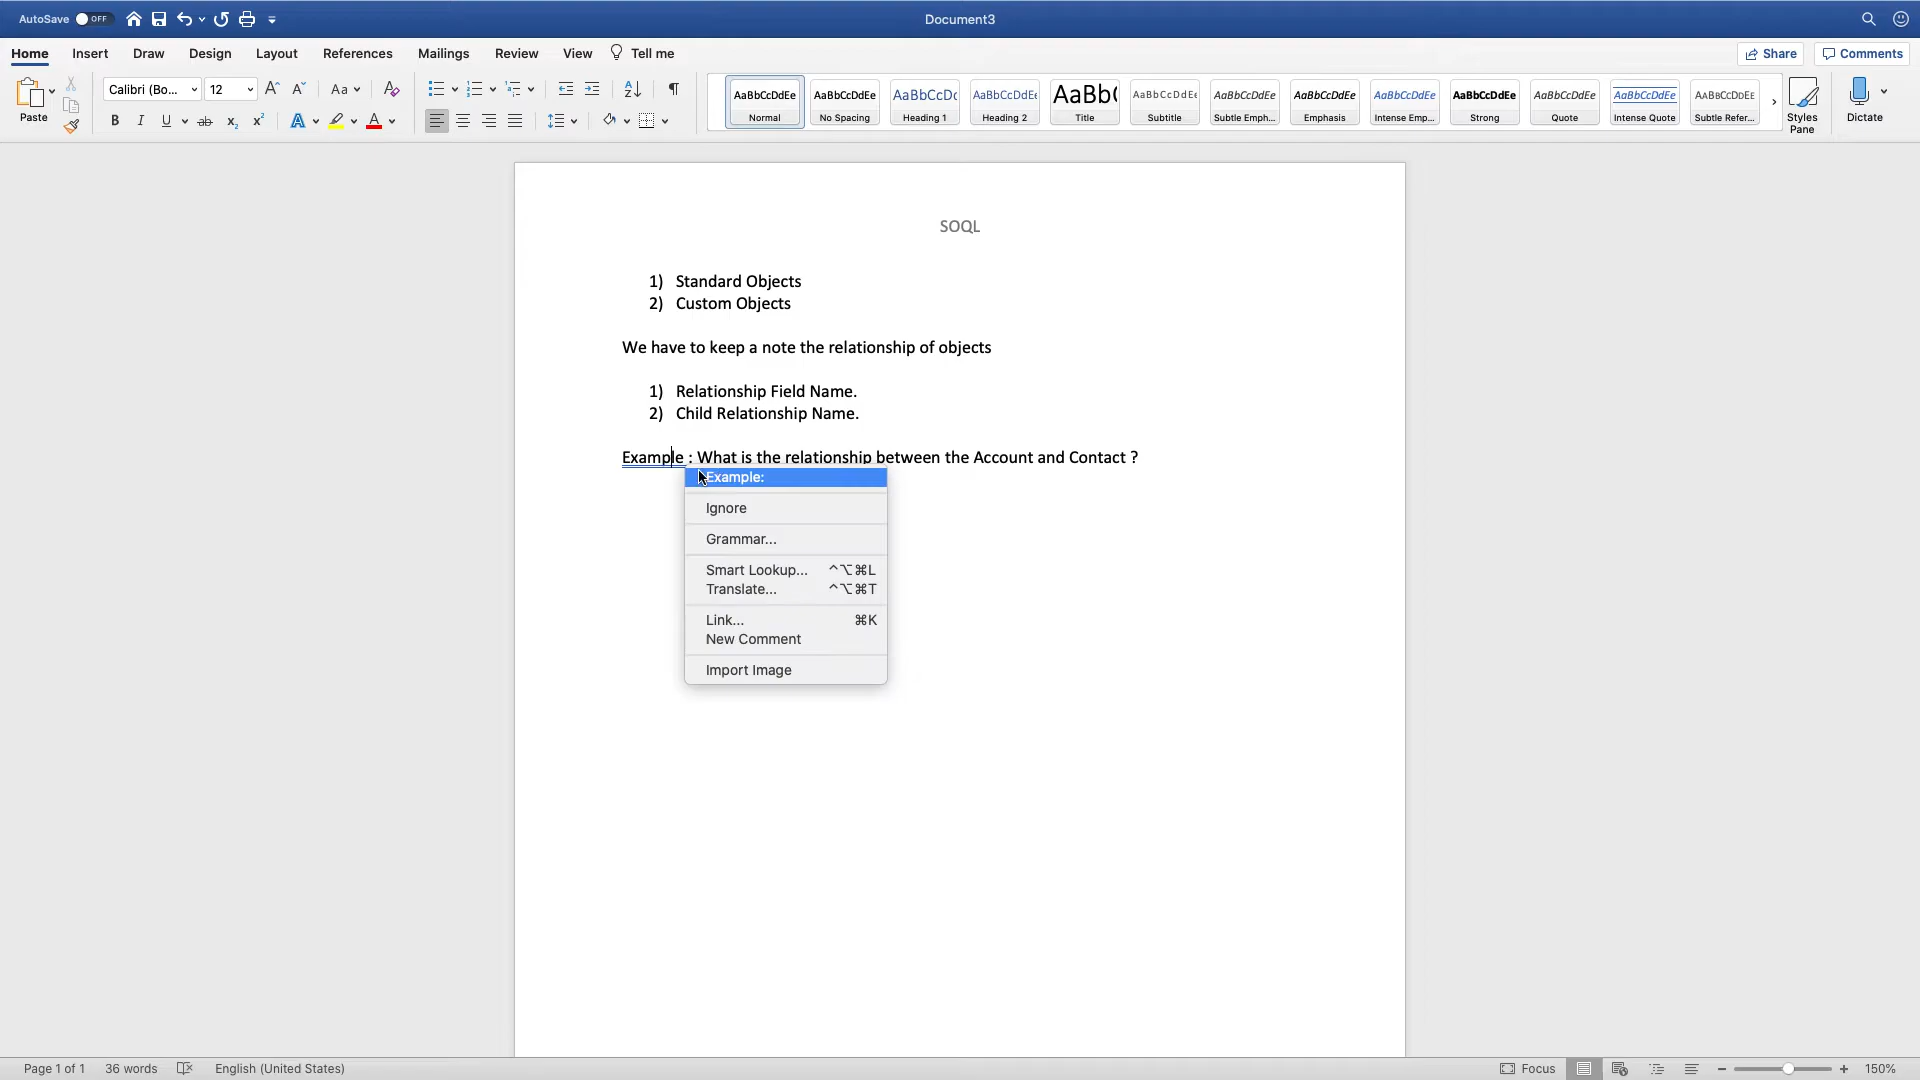 AutoSave OFF
Document3
Home Insert Draw Design Layout References Mailings Review View Tell me
Share Comments
Paste
Calibri (Bo... 12 Aa
B I U ab x₂ x² A A
AaBbCcDdEe AaBbCcDdEe AaBbCcDc AaBbCcDdEe AaBb( AaBbCcDdEe AaBbCcDdEe AaBbCcDdEe AaBbCcDdEe AaBbCcDdEe AaBbCcDdEe AaBbCcDdEe AaBbCcDdEe
Normal No Spacing Heading 1 Heading 2 Title Subtitle Subtle Emph... Emphasis Intense Emp... Strong Quote Intense Quote Subtle Refer...
Styles
Pane
Dictate
SOQL
1) Standard Objects
2) Custom Objects
We have to keep a note the relationship of objects
1) Relationship Field Name.
2) Child Relationship Name.
Example : What is the relationship between the Account and Contact ?
Example:
Ignore
Grammar...
Smart Lookup... ^⌥⌘L
Translate... ^⌥⌘T
Link... ⌘K
New Comment
Import Image
Page 1 of 1 36 words English (United States) Focus 150%